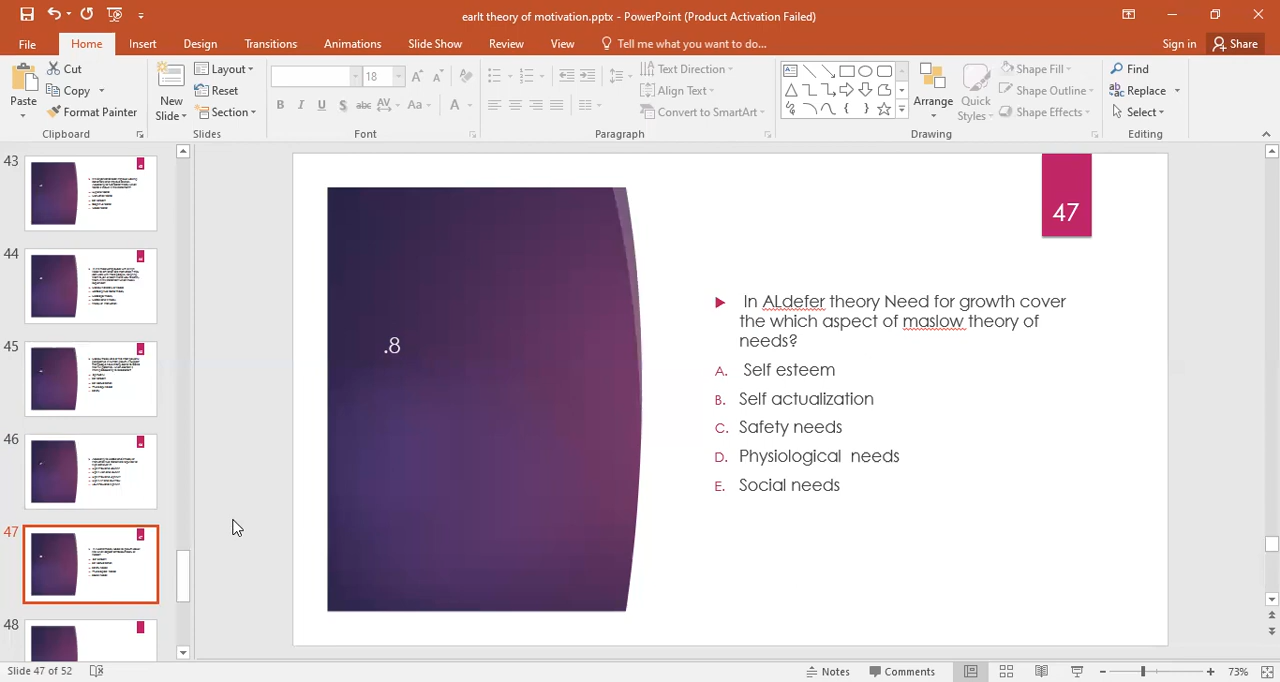 earlt theory of motivation.pptx - PowerPoint (Product Activation Failed)
File Home Insert Design Transitions Animations Slide Show Review View Tell me what you want to do... Sign in Share
Paste Cut Copy Format Painter Clipboard
New Slide Layout Reset Section Slides
18
B I U S abc AV Aa A Font
Text Direction Align Text Convert to SmartArt Paragraph
Arrange Quick Styles Shape Fill Shape Outline Shape Effects Drawing
Find Replace Select Editing
43
44
45
46
47
48
47
.8
In ALdefer theory Need for growth cover
the which aspect of maslow theory of
needs?
A. Self esteem
B. Self actualization
C. Safety needs
D. Physiological needs
E. Social needs
Slide 47 of 52 Notes Comments 73%